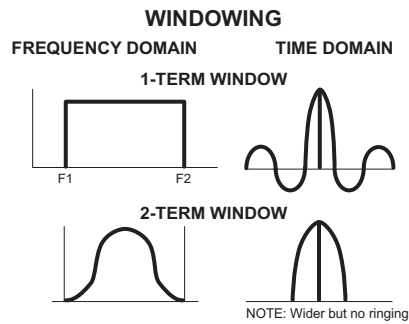 WINDOWING
FREQUENCY DOMAIN TIME DOMAIN
1-TERM WINDOW
F1 F2
2-TERM WINDOW
NOTE: Wider but no ringing